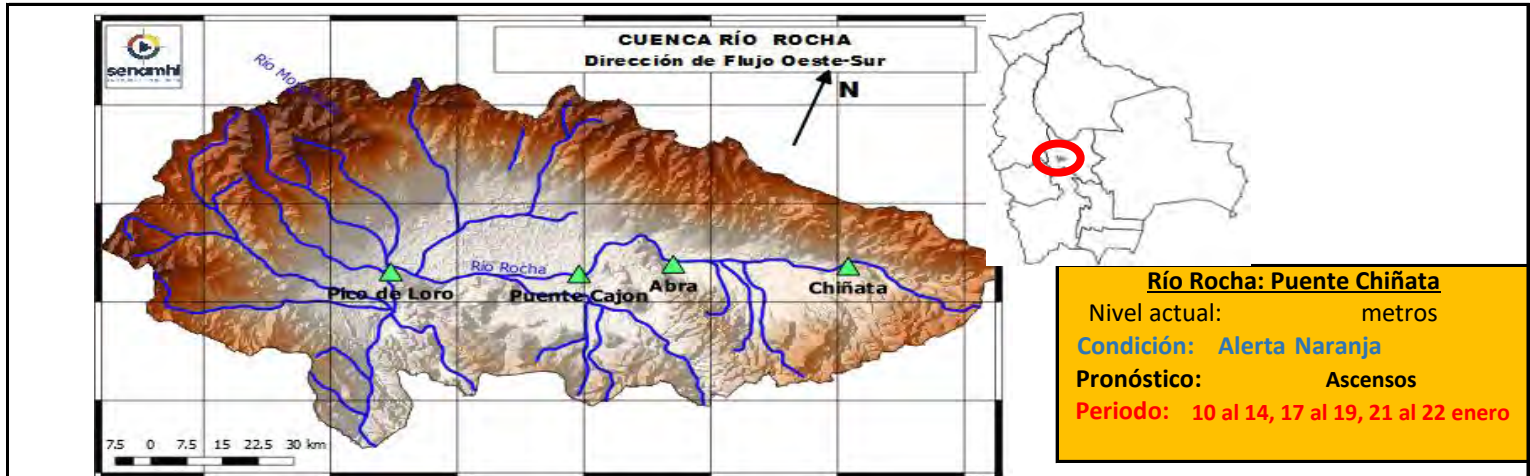 senamhi
CUENCA RÍO ROCHA
Dirección de Flujo Oeste-Sur
N
Río Rocha
Pico de Loro
Puente Cajon
Abra
Chiñata
7.5 0 7.5 15 22.5 30 km
Río Rocha: Puente Chiñata
Nivel actual: metros
Condición: Alerta Naranja
Pronóstico: Ascensos
Periodo: 10 al 14, 17 al 19, 21 al 22 enero